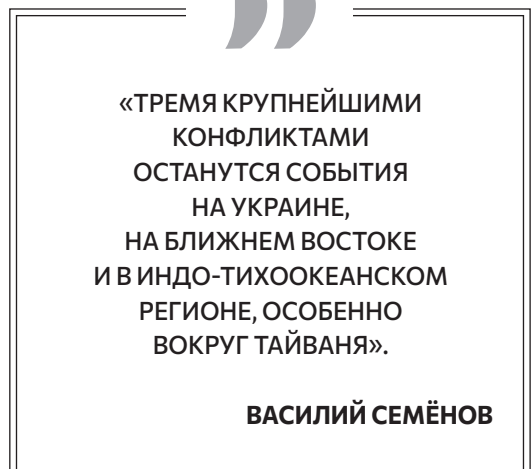 «ТРЕМЯ КРУПНЕЙШИМИ
КОНФЛИКТАМИ
ОСТАНУТСЯ СОБЫТИЯ
НА УКРАИНЕ,
НА БЛИЖНЕМ ВОСТОКЕ
И В ИНДО-ТИХООКЕАНСКОМ
РЕГИОНЕ, ОСОБЕННО
ВОКРУГ ТАЙВАНЯ».
ВАСИЛИЙ СЕМЁНОВ